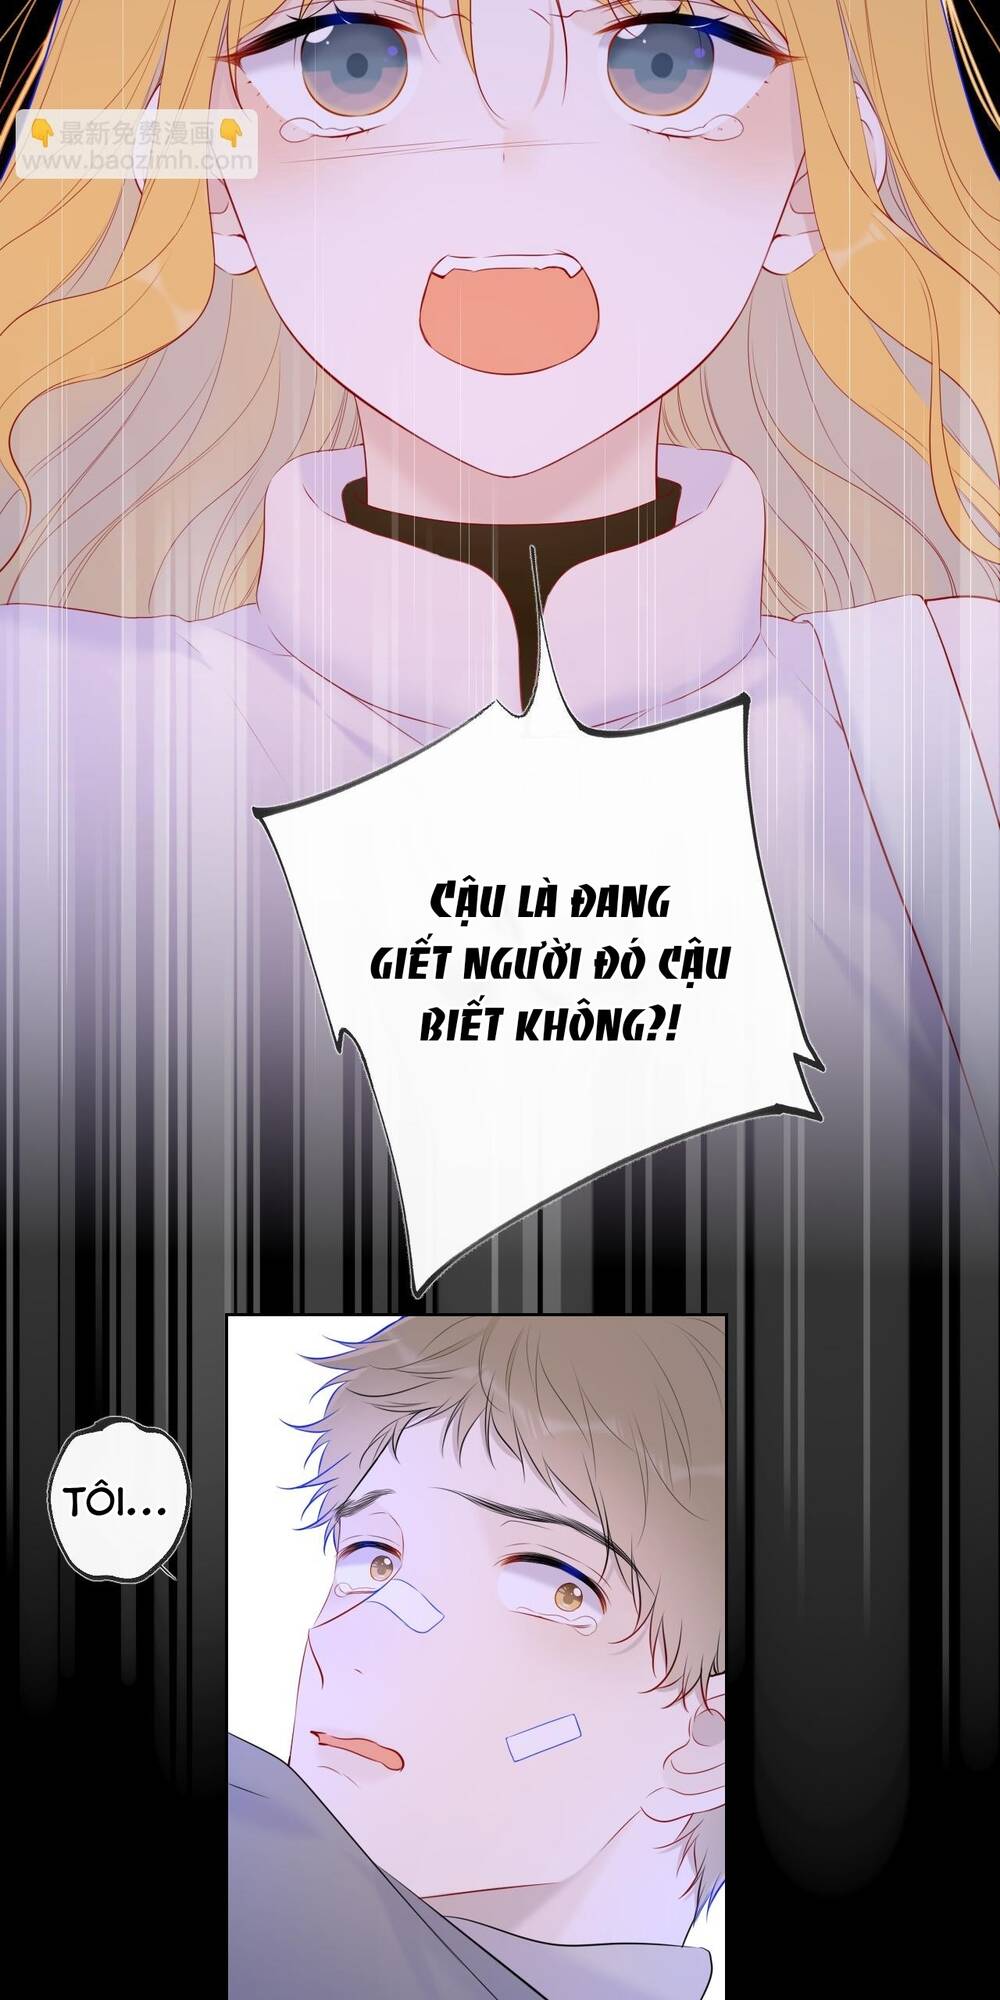 👇最新免费漫画👇
www.baozimh.com
CẬU LÀ ĐANG
GIẾT NGƯỜI ĐÓ CẬU
BIẾT KHÔNG?!
TÔI...